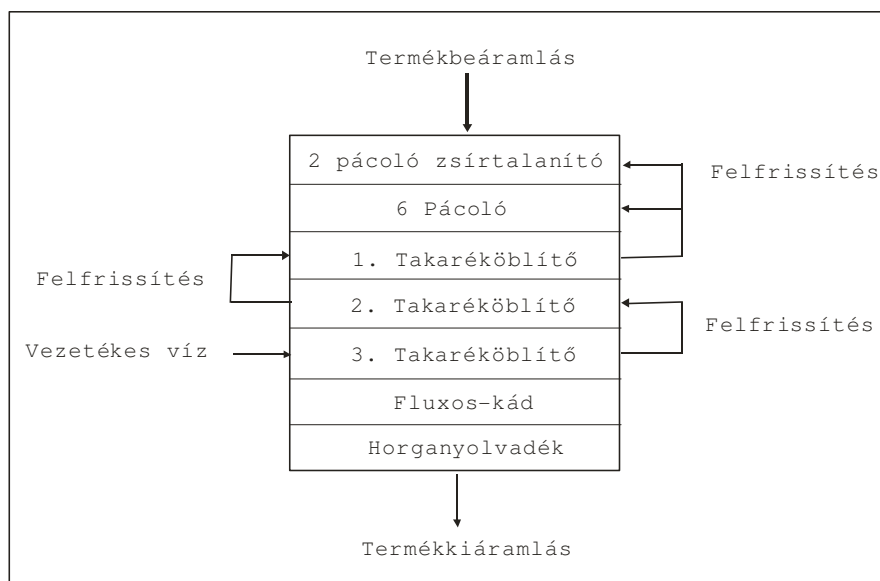 Termékbeáramlás
2 pácoló zsírtalanító
Felfrissítés
6 Pácoló
1. Takaréköblítő
Felfrissítés
2. Takaréköblítő
Felfrissítés
Vezetékes víz
3. Takaréköblítő
Fluxos-kád
Horganyolvadék
Termékkiáramlás